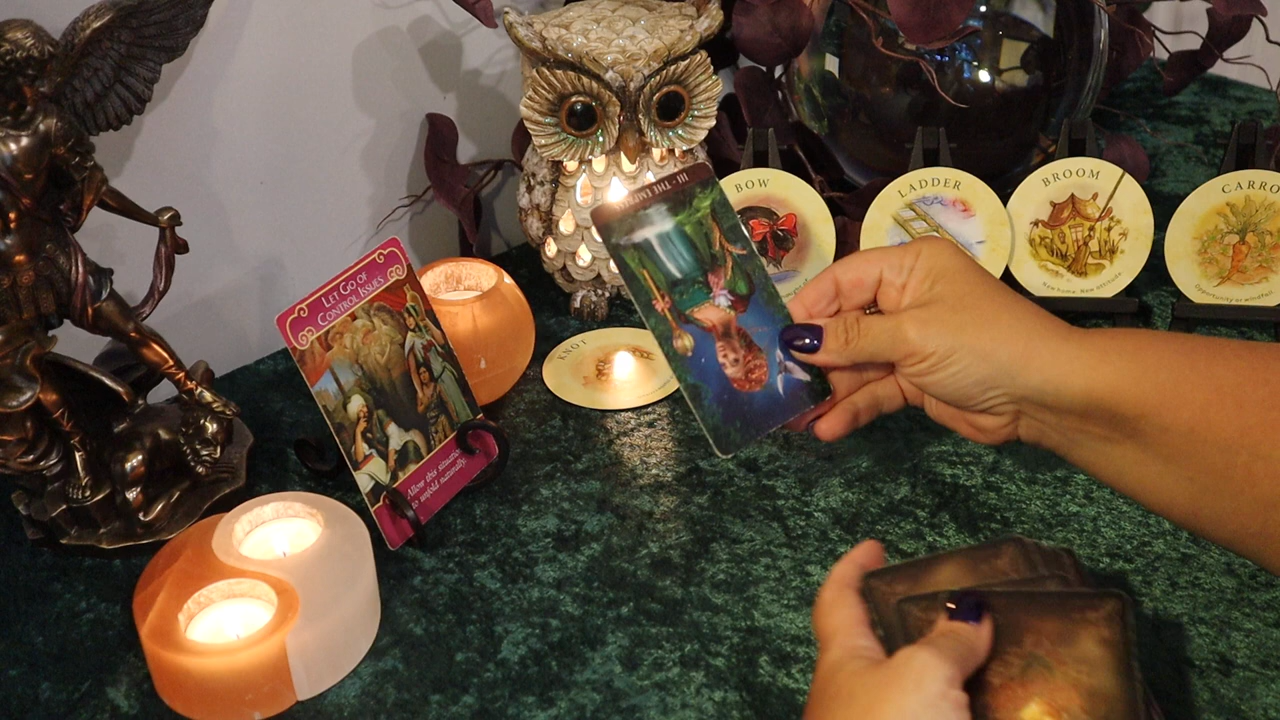 LET GO OF
CONTROL ISSUES
Allow this situation
to unfold naturally.
KNOT
III - THE EMPRESS
BOW
LADDER
BROOM
New home. New attitude
CARRO
Opportunity or windfall